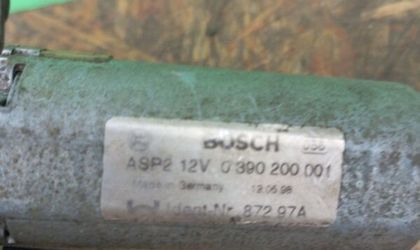 BOSCH
ASP2 12V 0 390 200 001
Made in Germany 12.05.98
Ident-Nr. 872 97A